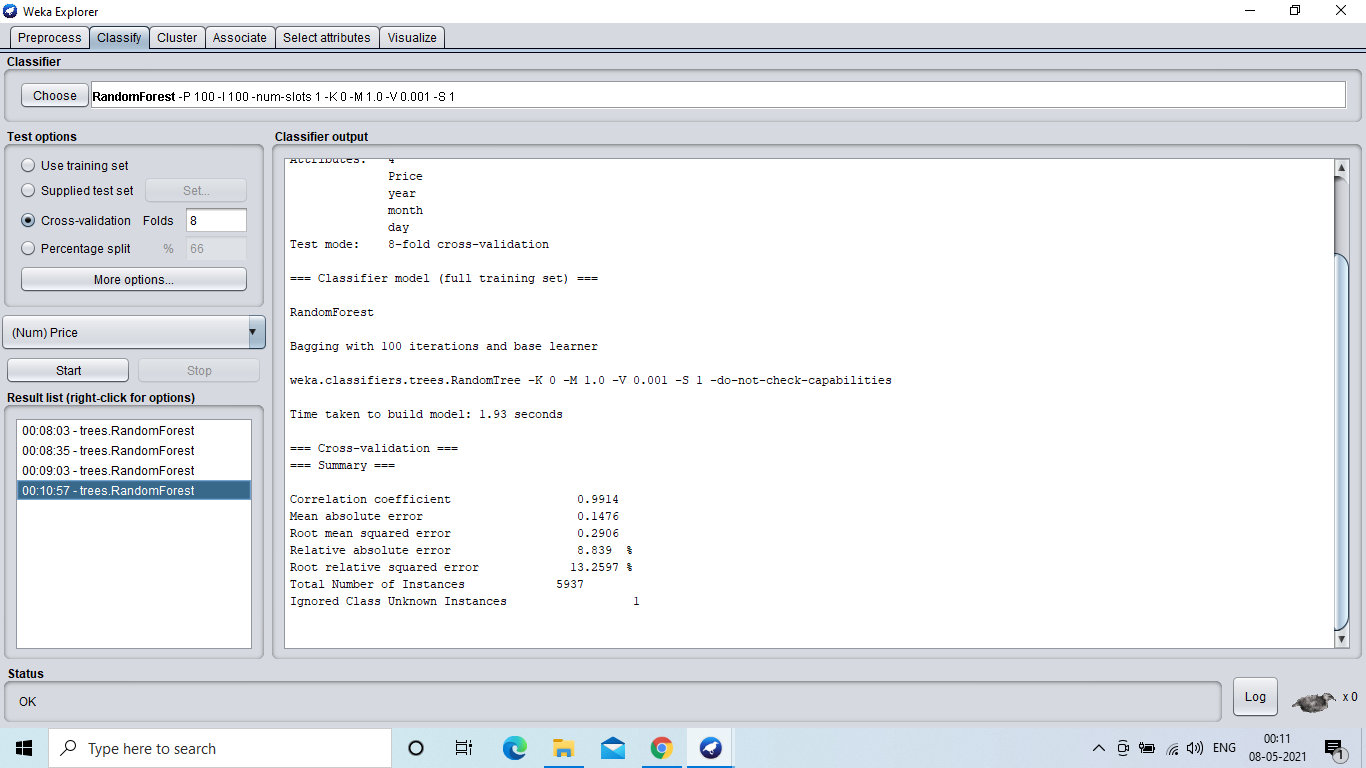 Weka Explorer
Preprocess Classify Cluster Associate Select attributes Visualize
Classifier
Choose RandomForest -P 100 -I 100 -num-slots 1 -K 0 -M 1.0 -V 0.001 -S 1
Test options
Use training set
Supplied test set Set...
Cross-validation Folds 8
Percentage split % 66
More options...
(Num) Price
Start Stop
Result list (right-click for options)
00:08:03 - trees.RandomForest
00:08:35 - trees.RandomForest
00:09:03 - trees.RandomForest
00:10:57 - trees.RandomForest
Classifier output
Attributes: 4
Price
year
month
day
Test mode: 8-fold cross-validation
=== Classifier model (full training set) ===
RandomForest
Bagging with 100 iterations and base learner
weka.classifiers.trees.RandomTree -K 0 -M 1.0 -V 0.001 -S 1 -do-not-check-capabilities
Time taken to build model: 1.93 seconds
=== Cross-validation ===
=== Summary ===
Correlation coefficient 0.9914
Mean absolute error 0.1476
Root mean squared error 0.2906
Relative absolute error 8.839 %
Root relative squared error 13.2597 %
Total Number of Instances 5937
Ignored Class Unknown Instances 1
Status
OK
Log x 0
Type here to search
ENG
00:11
08-05-2021
1